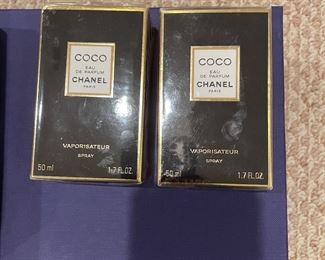 COCO
EAU DE PARFUM
CHANEL
PARIS
VAPORISATEUR
SPRAY
50 ml 1.7 FL.OZ.
COCO
EAU DE PARFUM
CHANEL
PARIS
VAPORISATEUR
SPRAY
50 ml 1.7 FL.OZ.